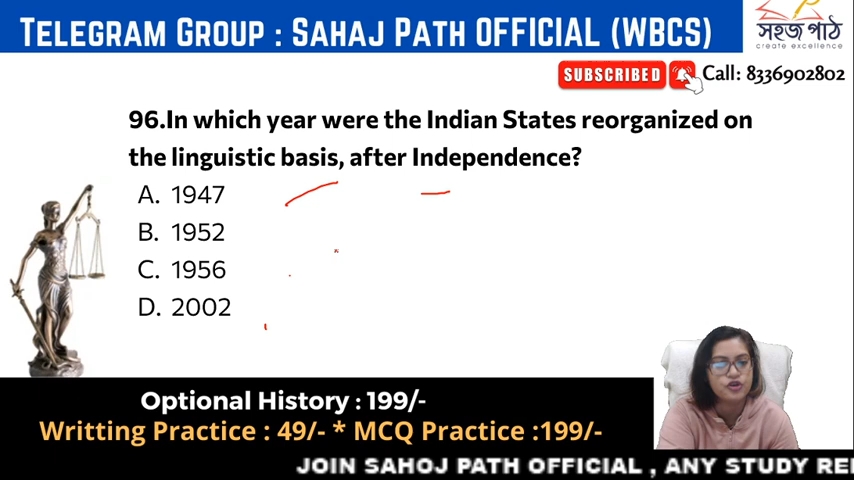 TELEGRAM GROUP : SAHAJ PATH OFFICIAL (WBCS)
সহজ পাঠ
create excellence
SUBSCRIBED
Call: 8336902802
96.In which year were the Indian States reorganized on
the linguistic basis, after Independence?
A. 1947
B. 1952
C. 1956
D. 2002
Optional History : 199/-
Writting Practice : 49/- * MCQ Practice :199/-
JOIN SAHOJ PATH OFFICIAL , ANY STUDY